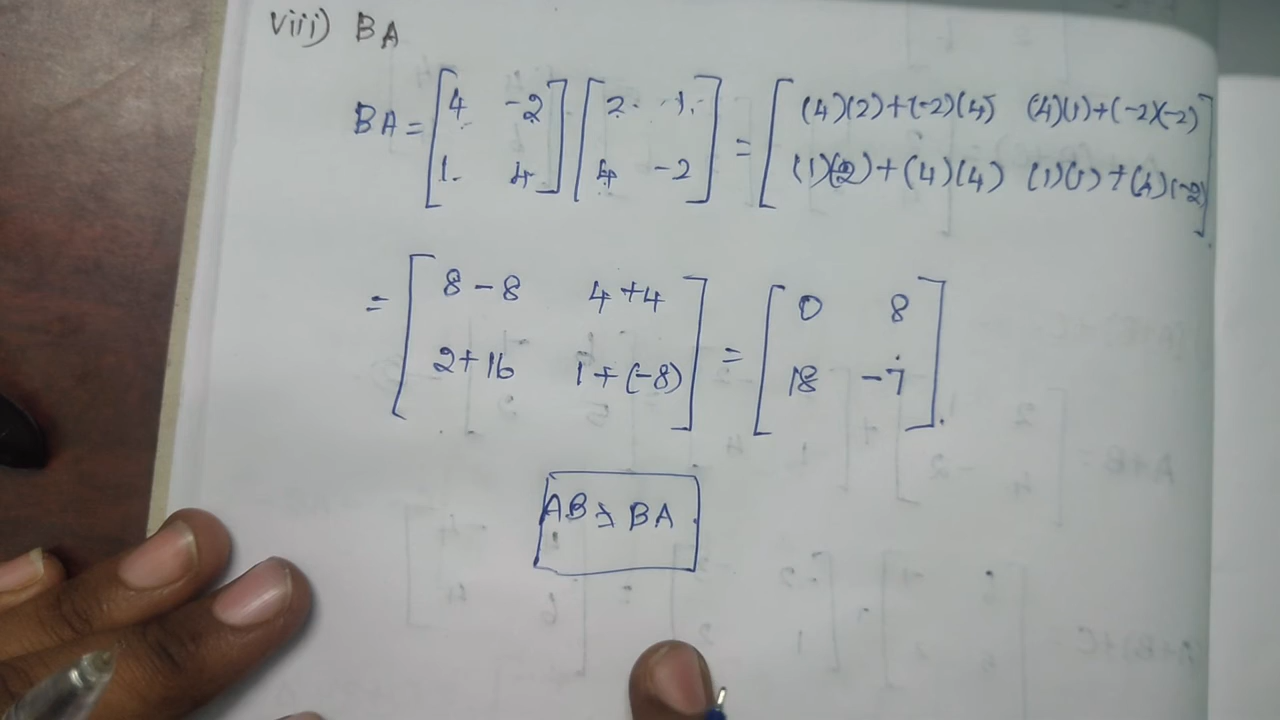 viii) BA
BA = [4 -2] [2 1] = [(4)(2)+(-2)(4) (4)(1)+(-2)(-2)]
[1 4] [4 -2] [(1)(2)+(4)(4) (1)(1)+(4)(-2)]
= [8-8 4+4] = [0 8]
[2+16 1+(-8)] [18 -7]
AB BA